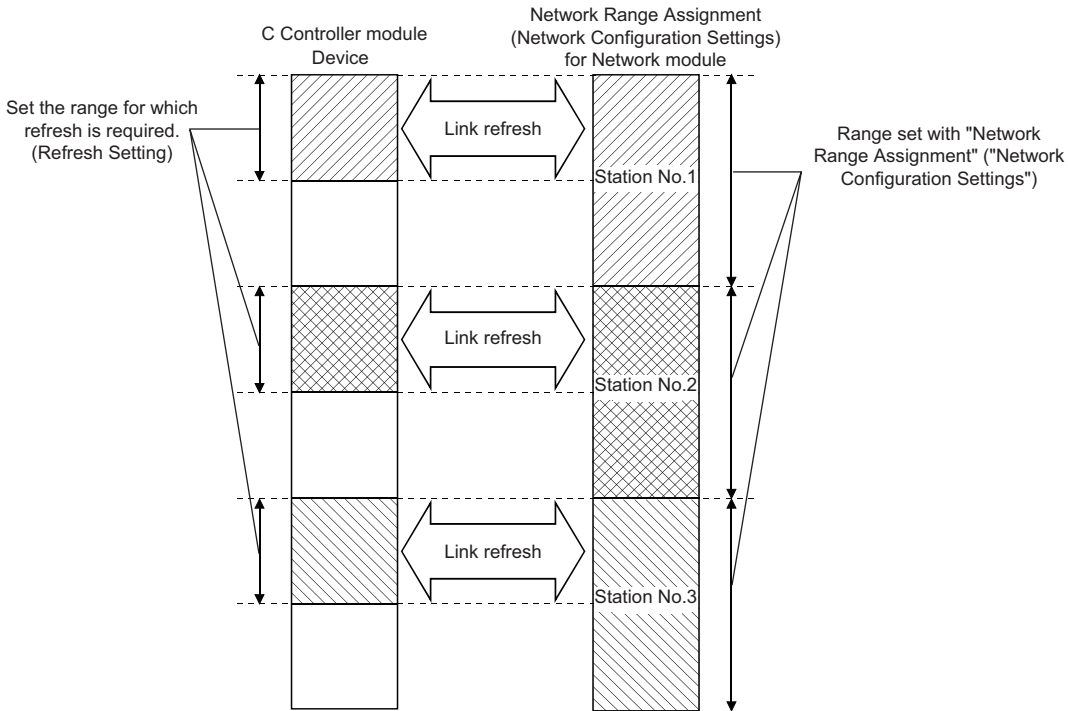 C Controller module
Device
Network Range Assignment
(Network Configuration Settings)
for Network module
Set the range for which
refresh is required.
(Refresh Setting)
Link refresh
Station No.1
Range set with "Network
Range Assignment" ("Network
Configuration Settings")
Link refresh
Station No.2
Link refresh
Station No.3